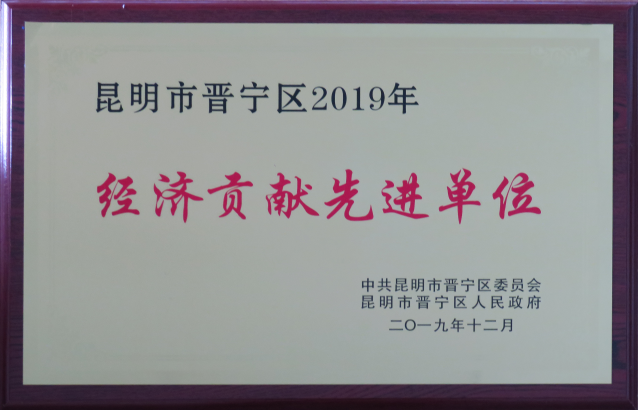 昆明市晋宁区2019年
经济贡献先进单位
中共昆明市晋宁区委员会
昆明市晋宁区人民政府
二〇一九年十二月